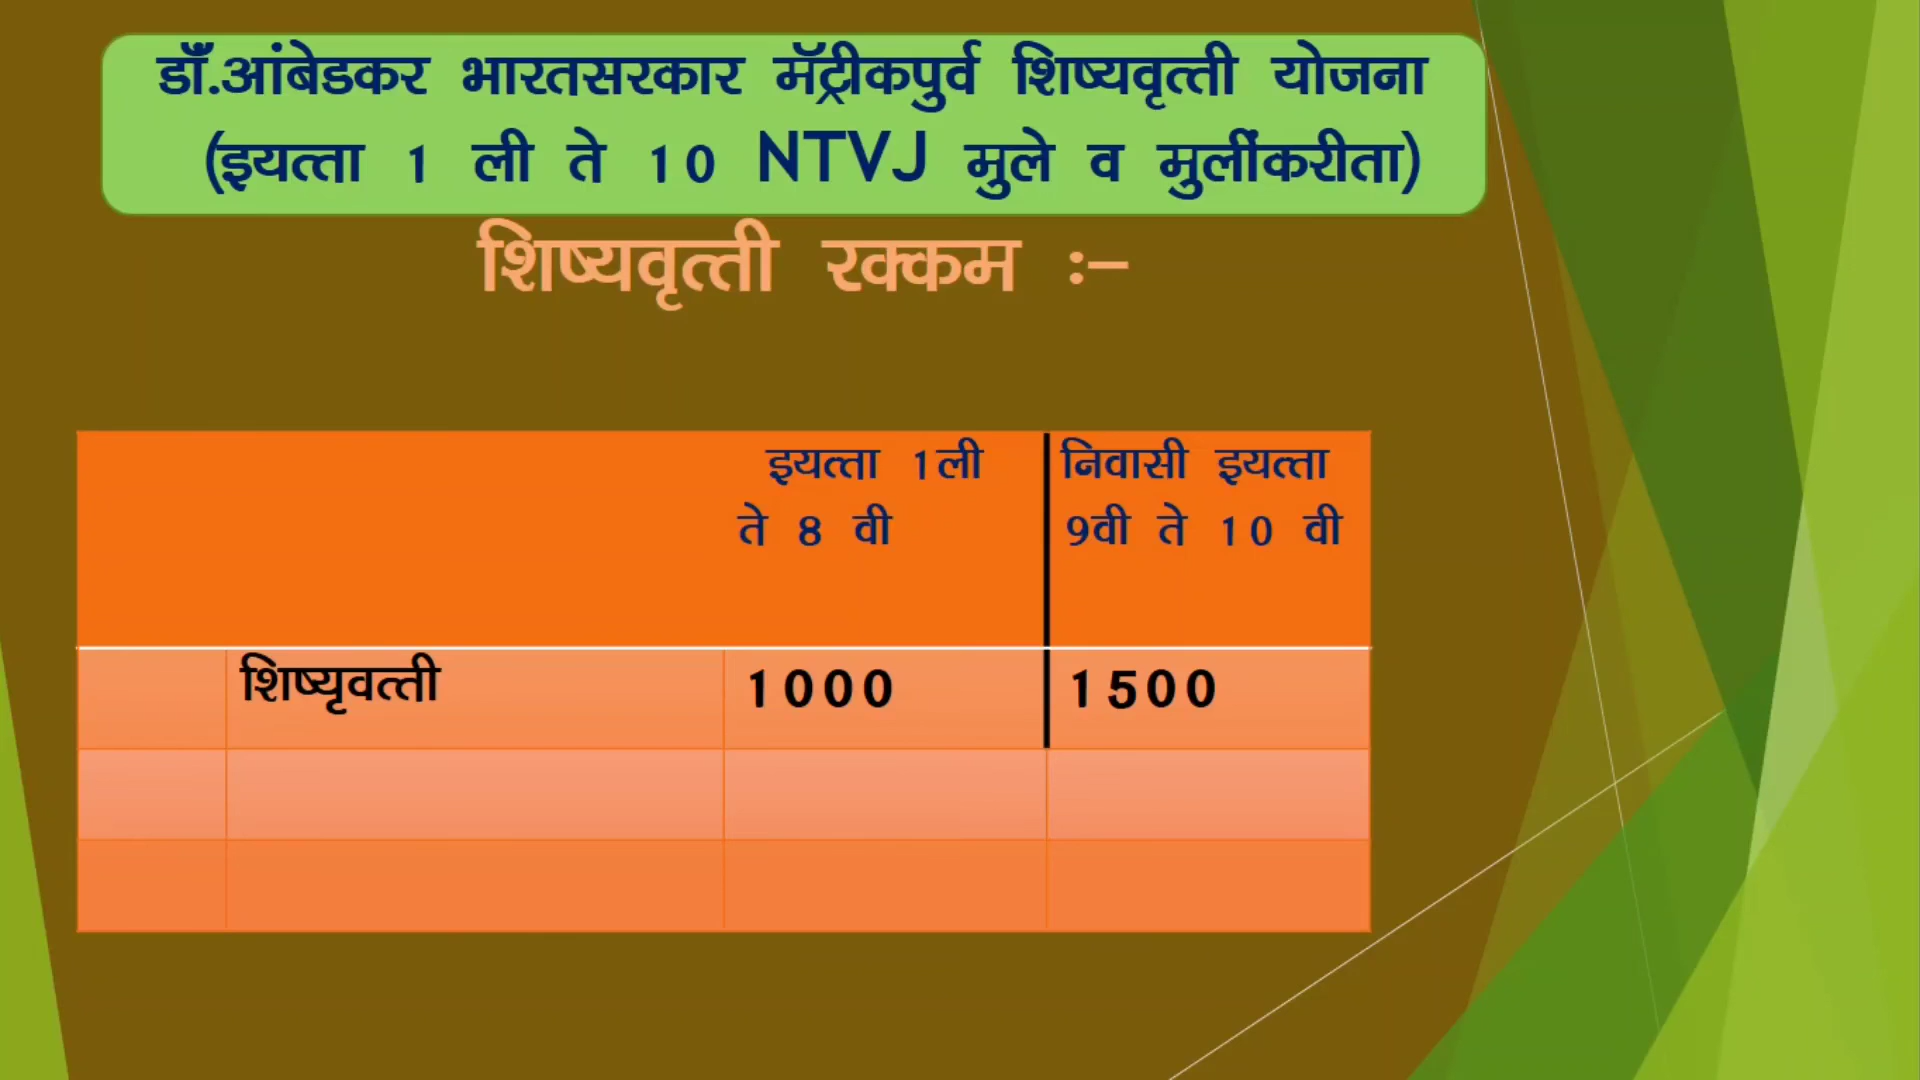 डॉं.आंबेडकर भारतसरकार मॅट्रीकपुर्व शिष्यवृत्ती योजना
(इयत्ता 1 ली ते 10 NTVJ मुले व मुलींकरीता)
शिष्यवृत्ती रक्कम :–
इयत्ता 1ली
ते 8 वी
निवासी इयत्ता
9वी ते 10 वी
शिष्यृवत्ती 1000 1500